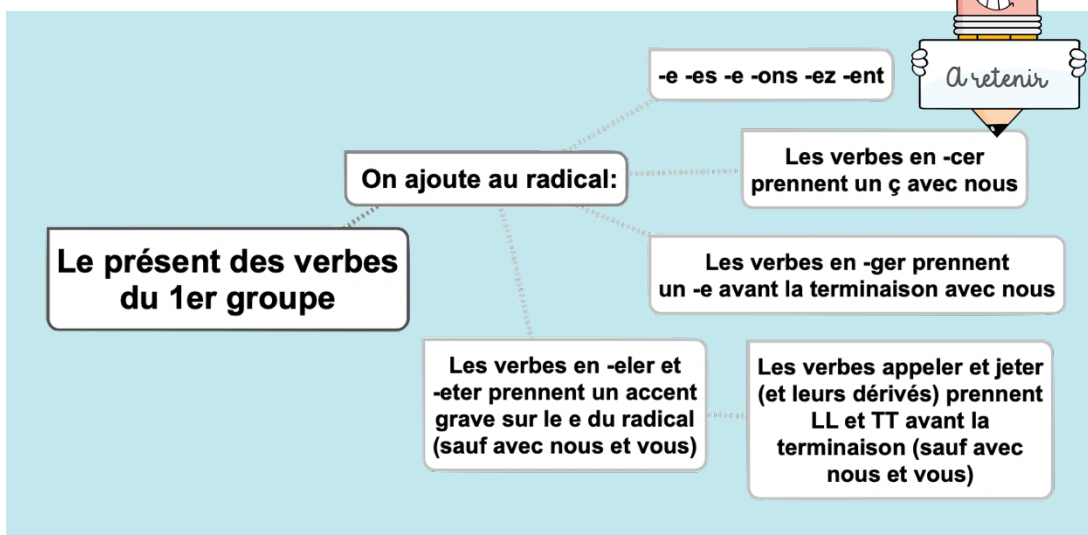 -e -es -e -ons -ez -ent
A retenir
On ajoute au radical:
Les verbes en -cer
prennent un ç avec nous
Le présent des verbes
du 1er groupe
Les verbes en -ger prennent
un -e avant la terminaison avec nous
Les verbes en -eler et
-eter prennent un accent
grave sur le e du radical
(sauf avec nous et vous)
Les verbes appeler et jeter
(et leurs dérivés) prennent
LL et TT avant la
terminaison (sauf avec
nous et vous)